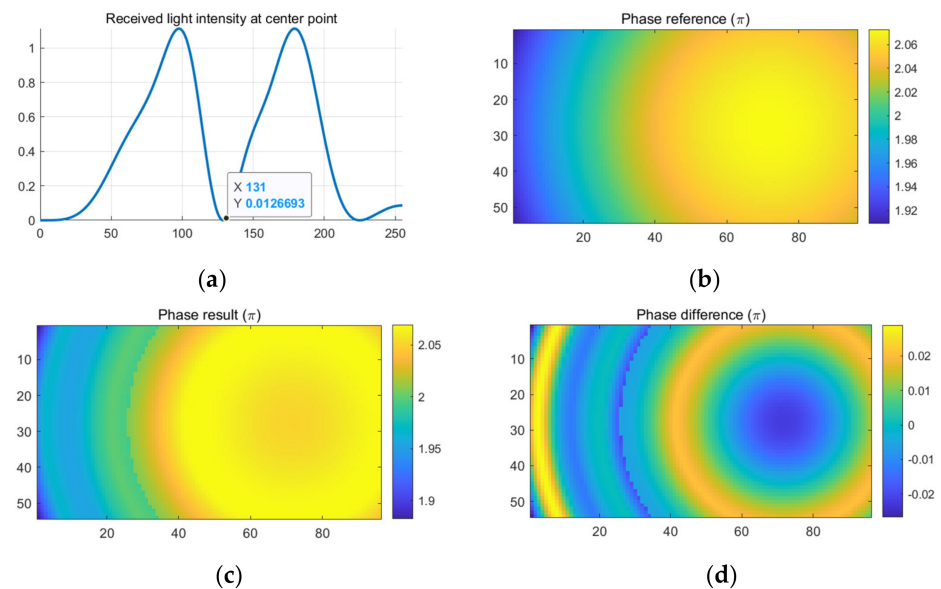 Received light intensity at center point
1
0.8
0.6
0.4
0.2
0
0 50 100 150 200 250
X 131
Y 0.0126693
(a)
Phase reference (π)
10
20
30
40
50
20 40 60 80
2.06
2.04
2.02
2
1.98
1.96
1.94
1.92
(b)
Phase result (π)
10
20
30
40
50
20 40 60 80
2.05
2
1.95
1.9
(c)
Phase difference (π)
10
20
30
40
50
20 40 60 80
0.02
0.01
0
-0.01
-0.02
(d)